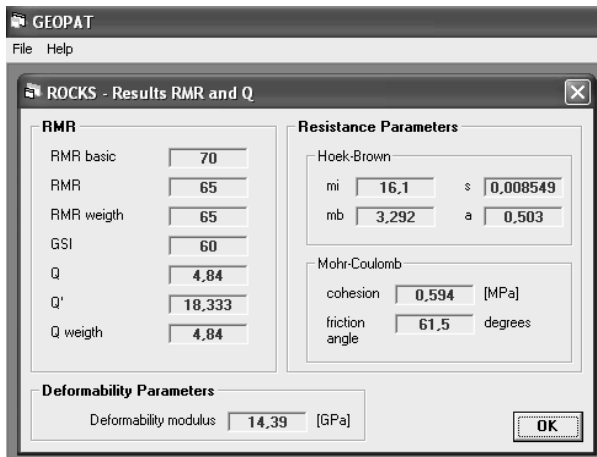 GEOPAT
File Help
ROCKS - Results RMR and Q
RMR
RMR basic 70
RMR 65
RMR weigth 65
GSI 60
Q 4,84
Q' 18,333
Q weigth 4,84
Resistance Parameters
Hoek-Brown
mi 16,1 s 0,008549
mb 3,292 a 0,503
Mohr-Coulomb
cohesion 0,594 [MPa]
friction angle 61,5 degrees
Deformability Parameters
Deformability modulus 14,39 [GPa]
OK